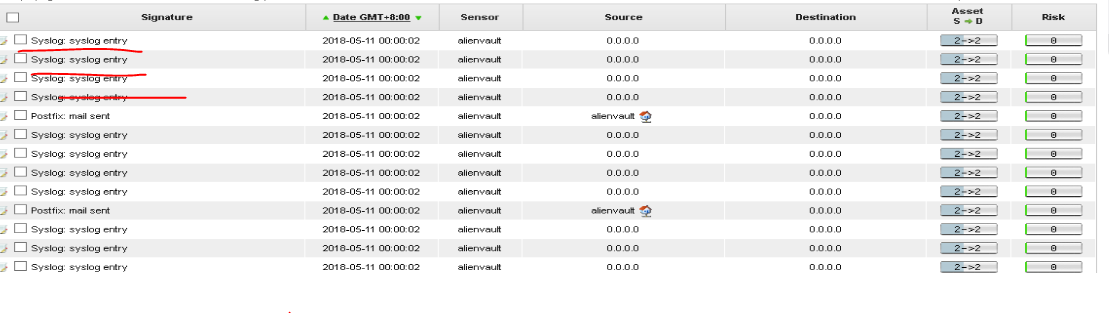 Signature Date GMT+8:00 Sensor Source Destination Asset S D Risk
Syslog: syslog entry 2018-05-11 00:00:02 alienvault 0.0.0.0 0.0.0.0 2->2 0
Syslog: syslog entry 2018-05-11 00:00:02 alienvault 0.0.0.0 0.0.0.0 2->2 0
Syslog: syslog entry 2018-05-11 00:00:02 alienvault 0.0.0.0 0.0.0.0 2->2 0
Syslog: syslog entry 2018-05-11 00:00:02 alienvault 0.0.0.0 0.0.0.0 2->2 0
Postfix: mail sent 2018-05-11 00:00:02 alienvault alienvault 0.0.0.0 2->2 0
Syslog: syslog entry 2018-05-11 00:00:02 alienvault 0.0.0.0 0.0.0.0 2->2 0
Syslog: syslog entry 2018-05-11 00:00:02 alienvault 0.0.0.0 0.0.0.0 2->2 0
Syslog: syslog entry 2018-05-11 00:00:02 alienvault 0.0.0.0 0.0.0.0 2->2 0
Syslog: syslog entry 2018-05-11 00:00:02 alienvault 0.0.0.0 0.0.0.0 2->2 0
Postfix: mail sent 2018-05-11 00:00:02 alienvault alienvault 0.0.0.0 2->2 0
Syslog: syslog entry 2018-05-11 00:00:02 alienvault 0.0.0.0 0.0.0.0 2->2 0
Syslog: syslog entry 2018-05-11 00:00:02 alienvault 0.0.0.0 0.0.0.0 2->2 0
Syslog: syslog entry 2018-05-11 00:00:02 alienvault 0.0.0.0 0.0.0.0 2->2 0